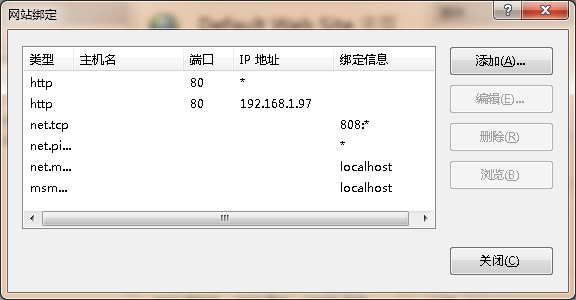 网站绑定
类型 主机名 端口 IP 地址 绑定信息
http 80 *
http 80 192.168.1.97
net.tcp 808:*
net.pi... *
net.m... localhost
msm... localhost
添加(A)...
编辑(E)...
删除(R)
浏览(B)
关闭(C)